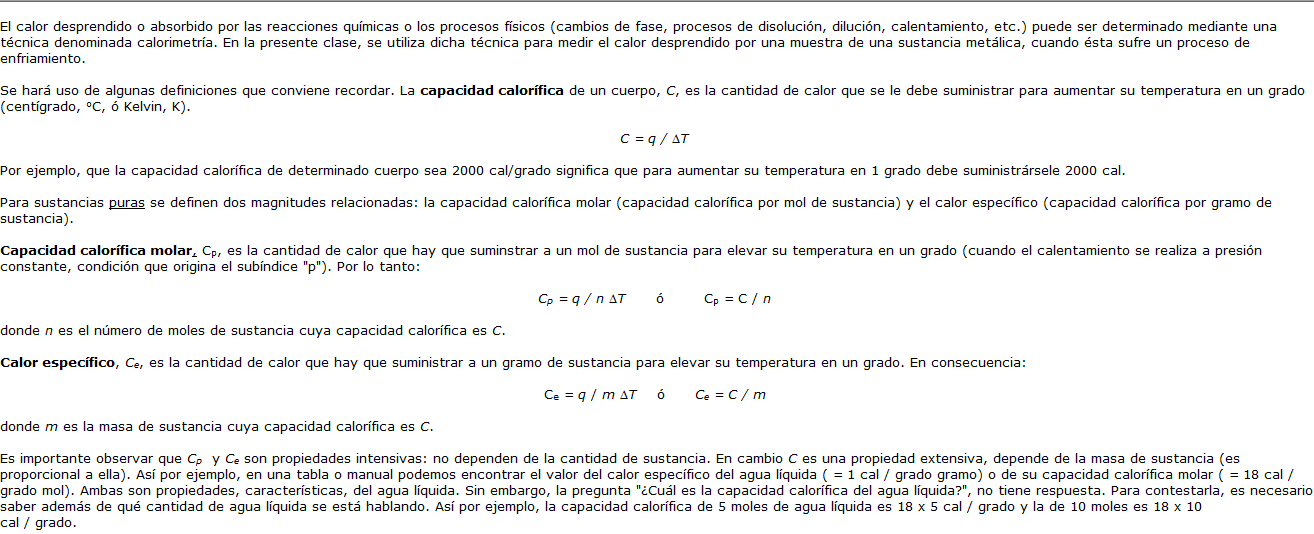 El calor desprendido o absorbido por las reacciones químicas o los procesos físicos (cambios de fase, procesos de disolución, dilución, calentamiento, etc.) puede ser determinado mediante una
técnica denominada calorimetría. En la presente clase, se utiliza dicha técnica para medir el calor desprendido por una muestra de una sustancia metálica, cuando ésta sufre un proceso de
enfriamiento.
Se hará uso de algunas definiciones que conviene recordar. La capacidad calorífica de un cuerpo, C, es la cantidad de calor que se le debe suministrar para aumentar su temperatura en un grado
(centígrado, ºC, ó Kelvin, K).
C = q / ΔT
Por ejemplo, que la capacidad calorífica de determinado cuerpo sea 2000 cal/grado significa que para aumentar su temperatura en 1 grado debe suministrársele 2000 cal.
Para sustancias puras se definen dos magnitudes relacionadas: la capacidad calorífica molar (capacidad calorífica por mol de sustancia) y el calor específico (capacidad calorífica por gramo de
sustancia).
Capacidad calorífica molar, Cp, es la cantidad de calor que hay que suminstrar a un mol de sustancia para elevar su temperatura en un grado (cuando el calentamiento se realiza a presión
constante, condición que origina el subíndice "p"). Por lo tanto:
Cp = q / n ΔT ó Cp = C / n
donde n es el número de moles de sustancia cuya capacidad calorífica es C.
Calor específico, Ce, es la cantidad de calor que hay que suministrar a un gramo de sustancia para elevar su temperatura en un grado. En consecuencia:
Ce = q / m ΔT ó Ce = C / m
donde m es la masa de sustancia cuya capacidad calorífica es C.
Es importante observar que Cp y Ce son propiedades intensivas: no dependen de la cantidad de sustancia. En cambio C es una propiedad extensiva, depende de la masa de sustancia (es
proporcional a ella). Así por ejemplo, en una tabla o manual podemos encontrar el valor del calor específico del agua líquida ( = 1 cal / grado gramo) o de su capacidad calorífica molar ( = 18 cal /
grado mol). Ambas son propiedades, características, del agua líquida. Sin embargo, la pregunta "¿Cuál es la capacidad calorífica del agua líquida?", no tiene respuesta. Para contestarla, es necesario
saber además de qué cantidad de agua líquida se está hablando. Así por ejemplo, la capacidad calorífica de 5 moles de agua líquida es 18 x 5 cal / grado y la de 10 moles es 18 x 10
cal / grado.